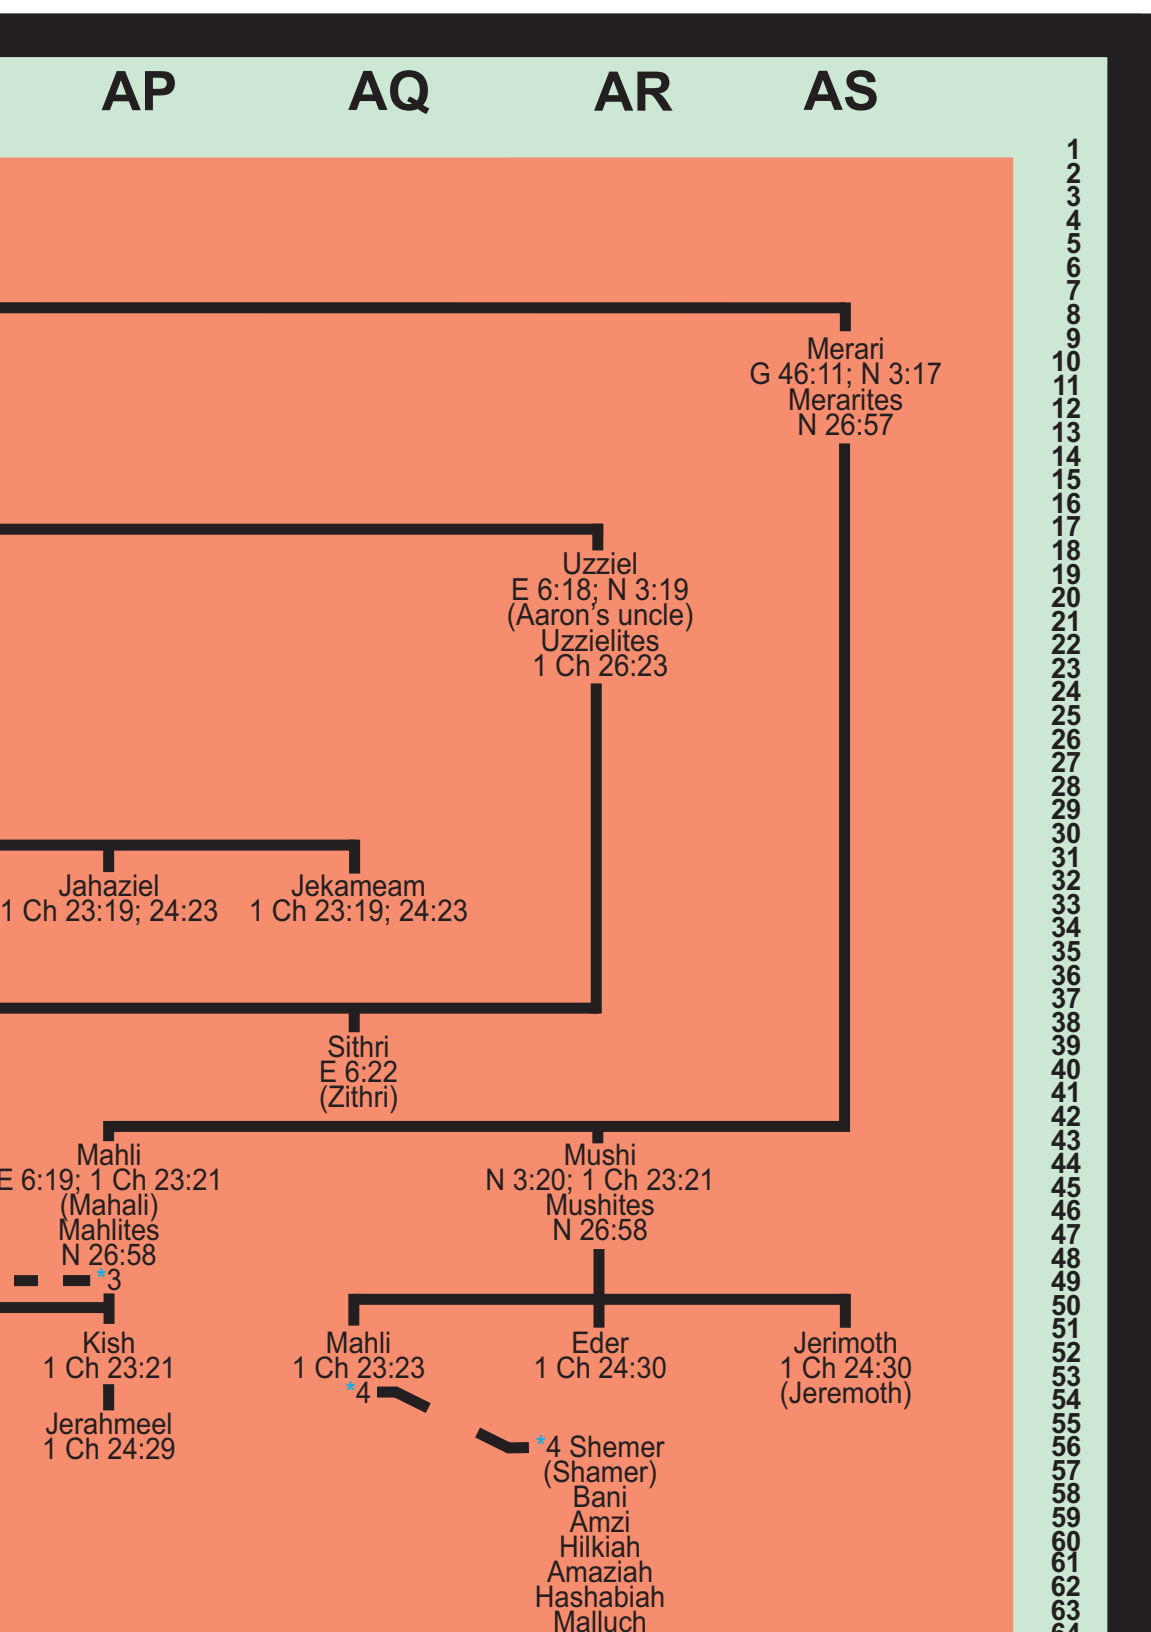 AP AQ AR AS
1
2
3
4
5
6
7
8
9
10
11
12
13
14
15
16
17
18
19
20
21
22
23
24
25
26
27
28
29
30
31
32
33
34
35
36
37
38
39
40
41
42
43
44
45
46
47
48
49
50
51
52
53
54
55
56
57
58
59
60
61
62
63
64
Merari
G 46:11; N 3:17
Merarites
N 26:57
Uzziel
E 6:18; N 3:19
(Aaron's uncle)
Uzzielites
1 Ch 26:23
Jahaziel
1 Ch 23:19; 24:23
Jekameam
1 Ch 23:19; 24:23
Sithri
E 6:22
(Zithri)
Mahli
E 6:19; 1 Ch 23:21
(Mahali)
Mahlites
N 26:58
*3
Mushi
N 3:20; 1 Ch 23:21
Mushites
N 26:58
Kish
1 Ch 23:21
Jerahmeel
1 Ch 24:29
Mahli
1 Ch 23:23
*4
Eder
1 Ch 24:30
Jerimoth
1 Ch 24:30
(Jeremoth)
*4 Shemer
(Shamer)
Bani
Amzi
Hilkiah
Amaziah
Hashabiah
Malluch